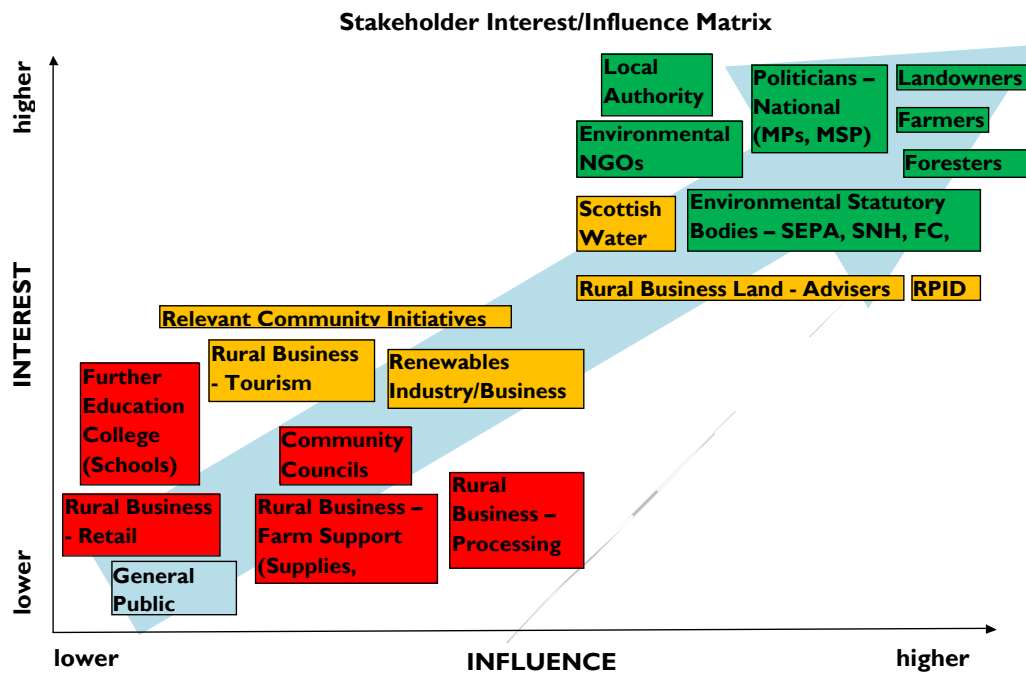 Stakeholder Interest/Influence Matrix
higher
INTEREST
lower
Local
Authority
Politicians –
National
(MPs, MSP)
Landowners
Farmers
Foresters
Environmental
NGOs
Scottish
Water
Environmental Statutory
Bodies – SEPA, SNH, FC,
Rural Business Land - Advisers
RPID
Relevant Community Initiatives
Rural Business
- Tourism
Renewables
Industry/Business
Further
Education
College
(Schools)
Community
Councils
Rural Business
- Retail
Rural Business –
Farm Support
(Supplies,
Rural
Business –
Processing
General
Public
lower
INFLUENCE
higher